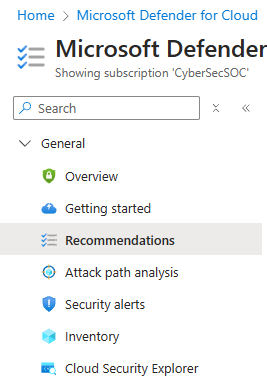 Home > Microsoft Defender for Cloud
Microsoft Defender
Showing subscription 'CyberSecSOC'
Search
General
Overview
Getting started
Recommendations
Attack path analysis
Security alerts
Inventory
Cloud Security Explorer